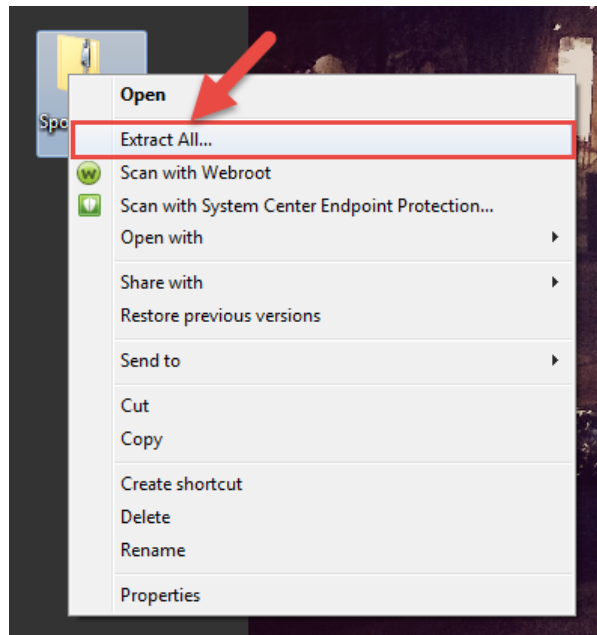 Spo
Open
Extract All...
Scan with Webroot
Scan with System Center Endpoint Protection...
Open with
Share with
Restore previous versions
Send to
Cut
Copy
Create shortcut
Delete
Rename
Properties